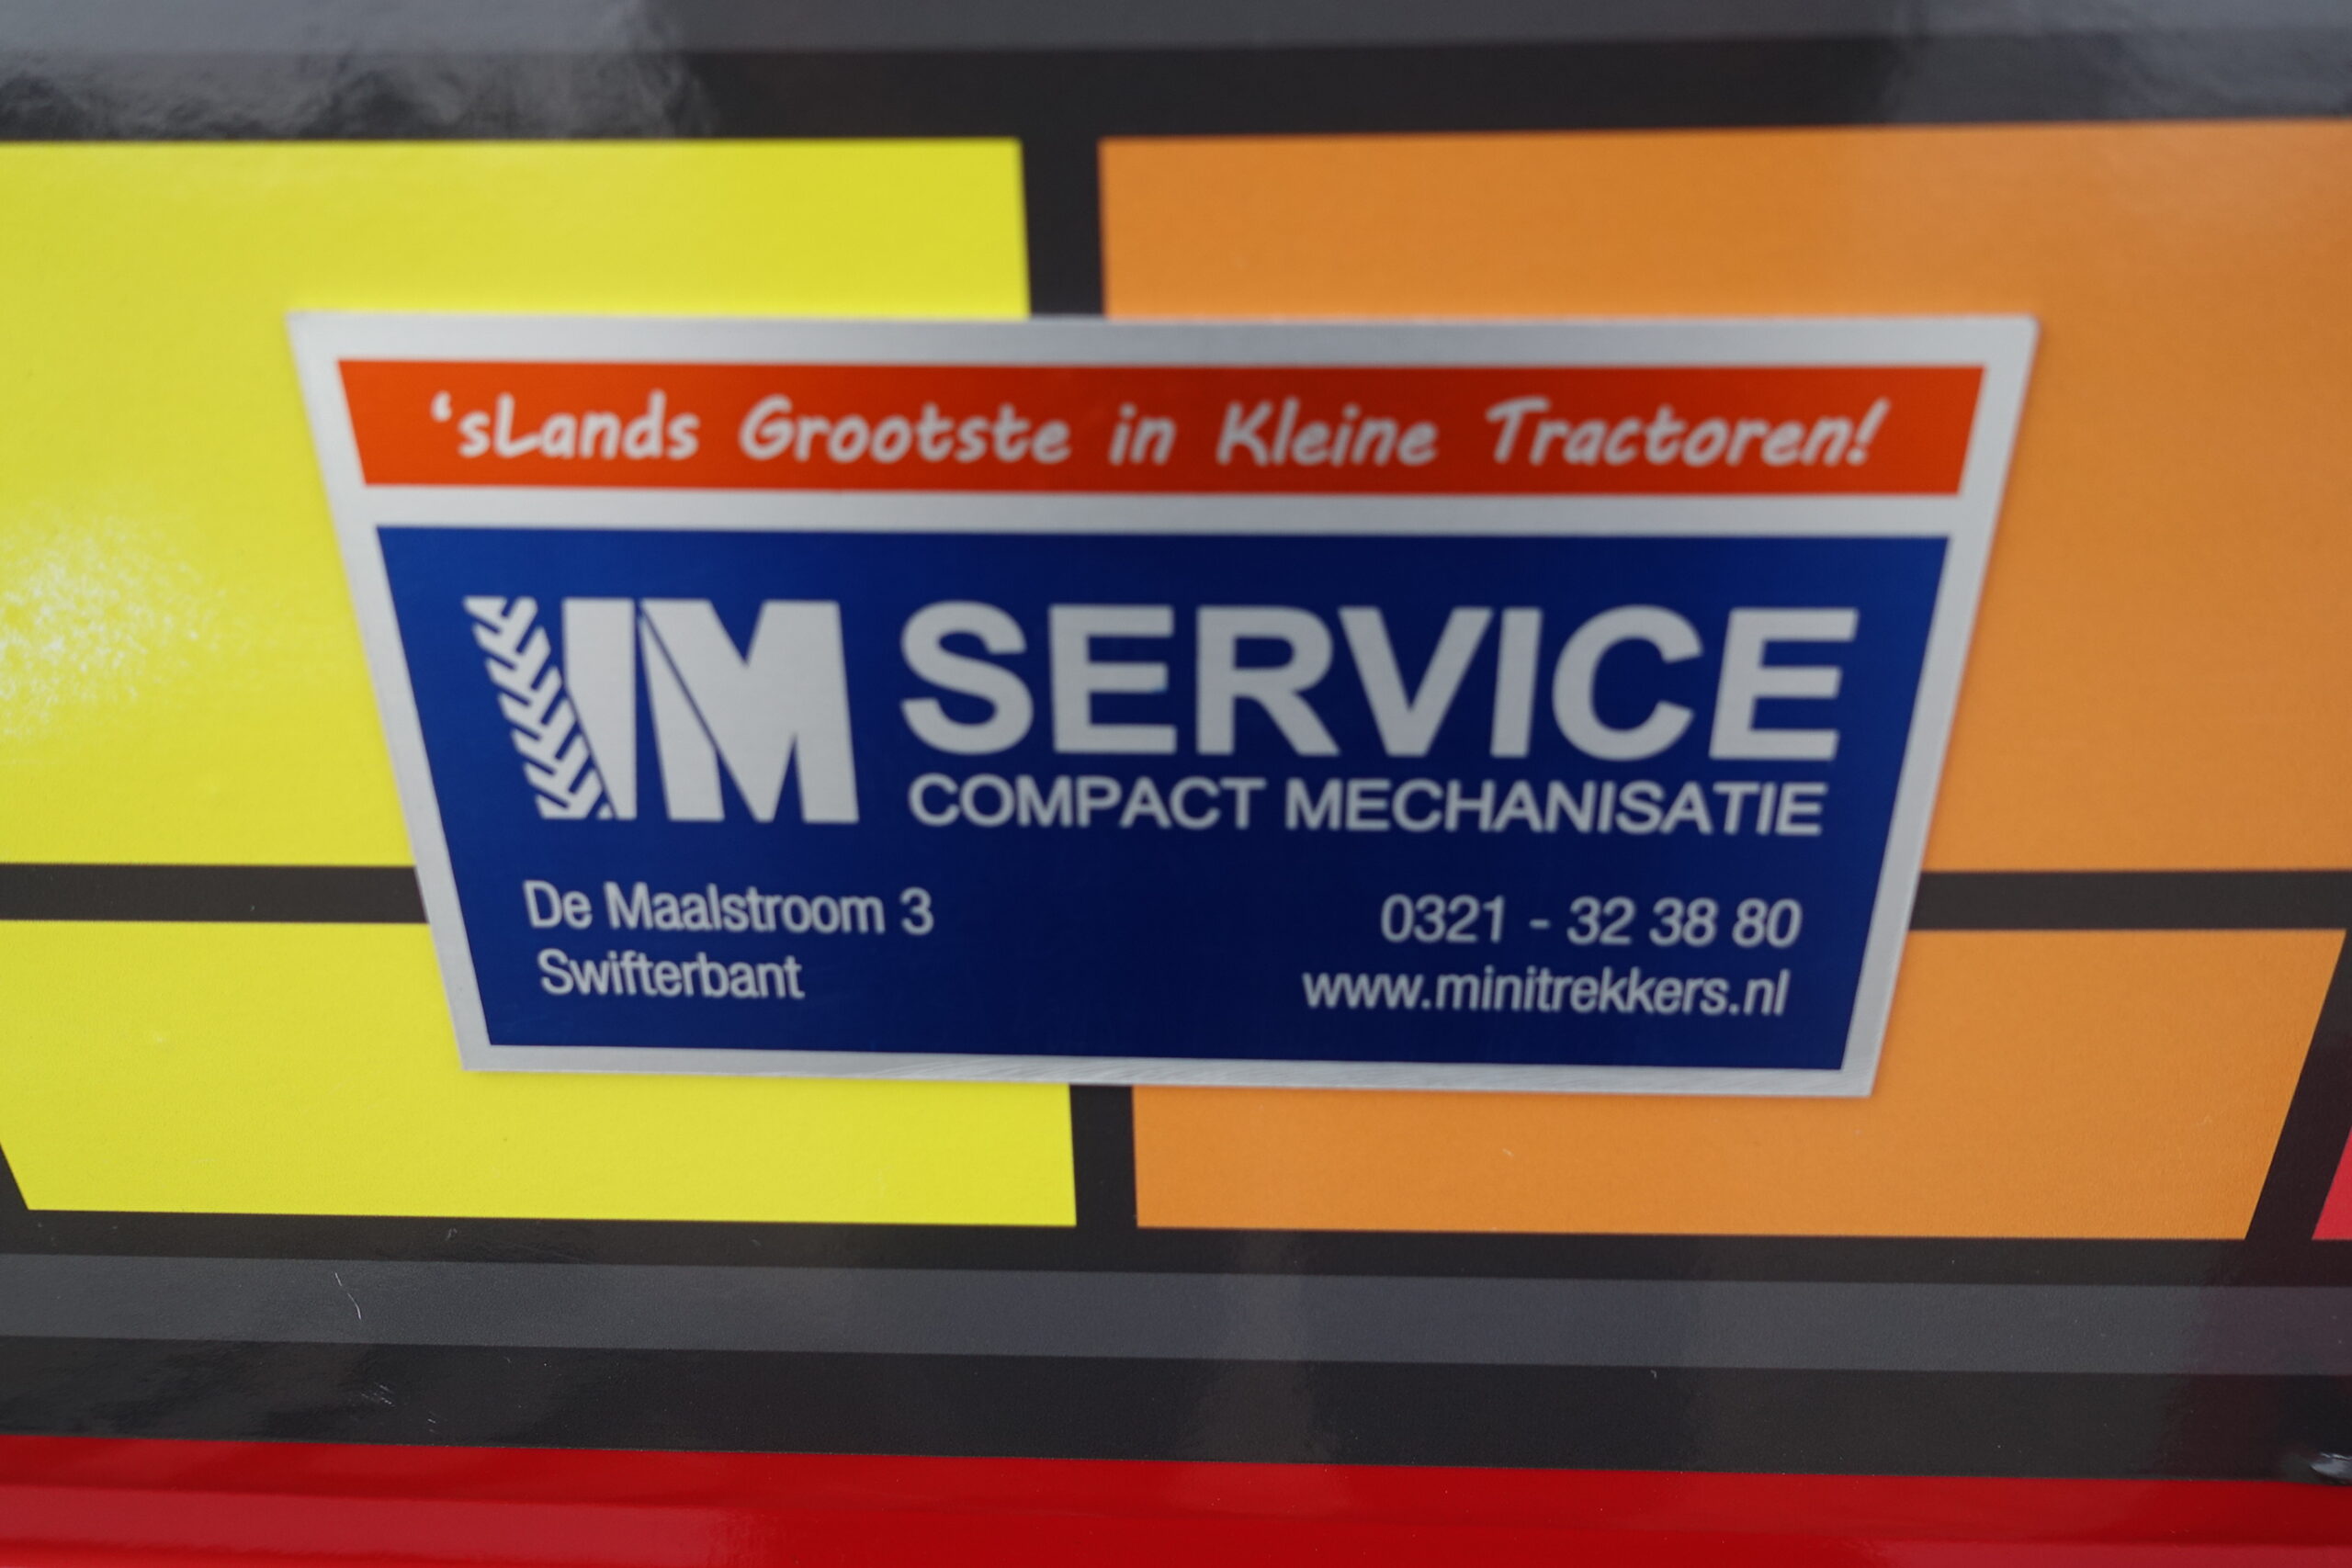 ‘sLands Grootste in Kleine Tractoren!
IM SERVICE
COMPACT MECHANISATIE
De Maalstroom 3
Swifterbant
0321 - 32 38 80
www.minitrekkers.nl